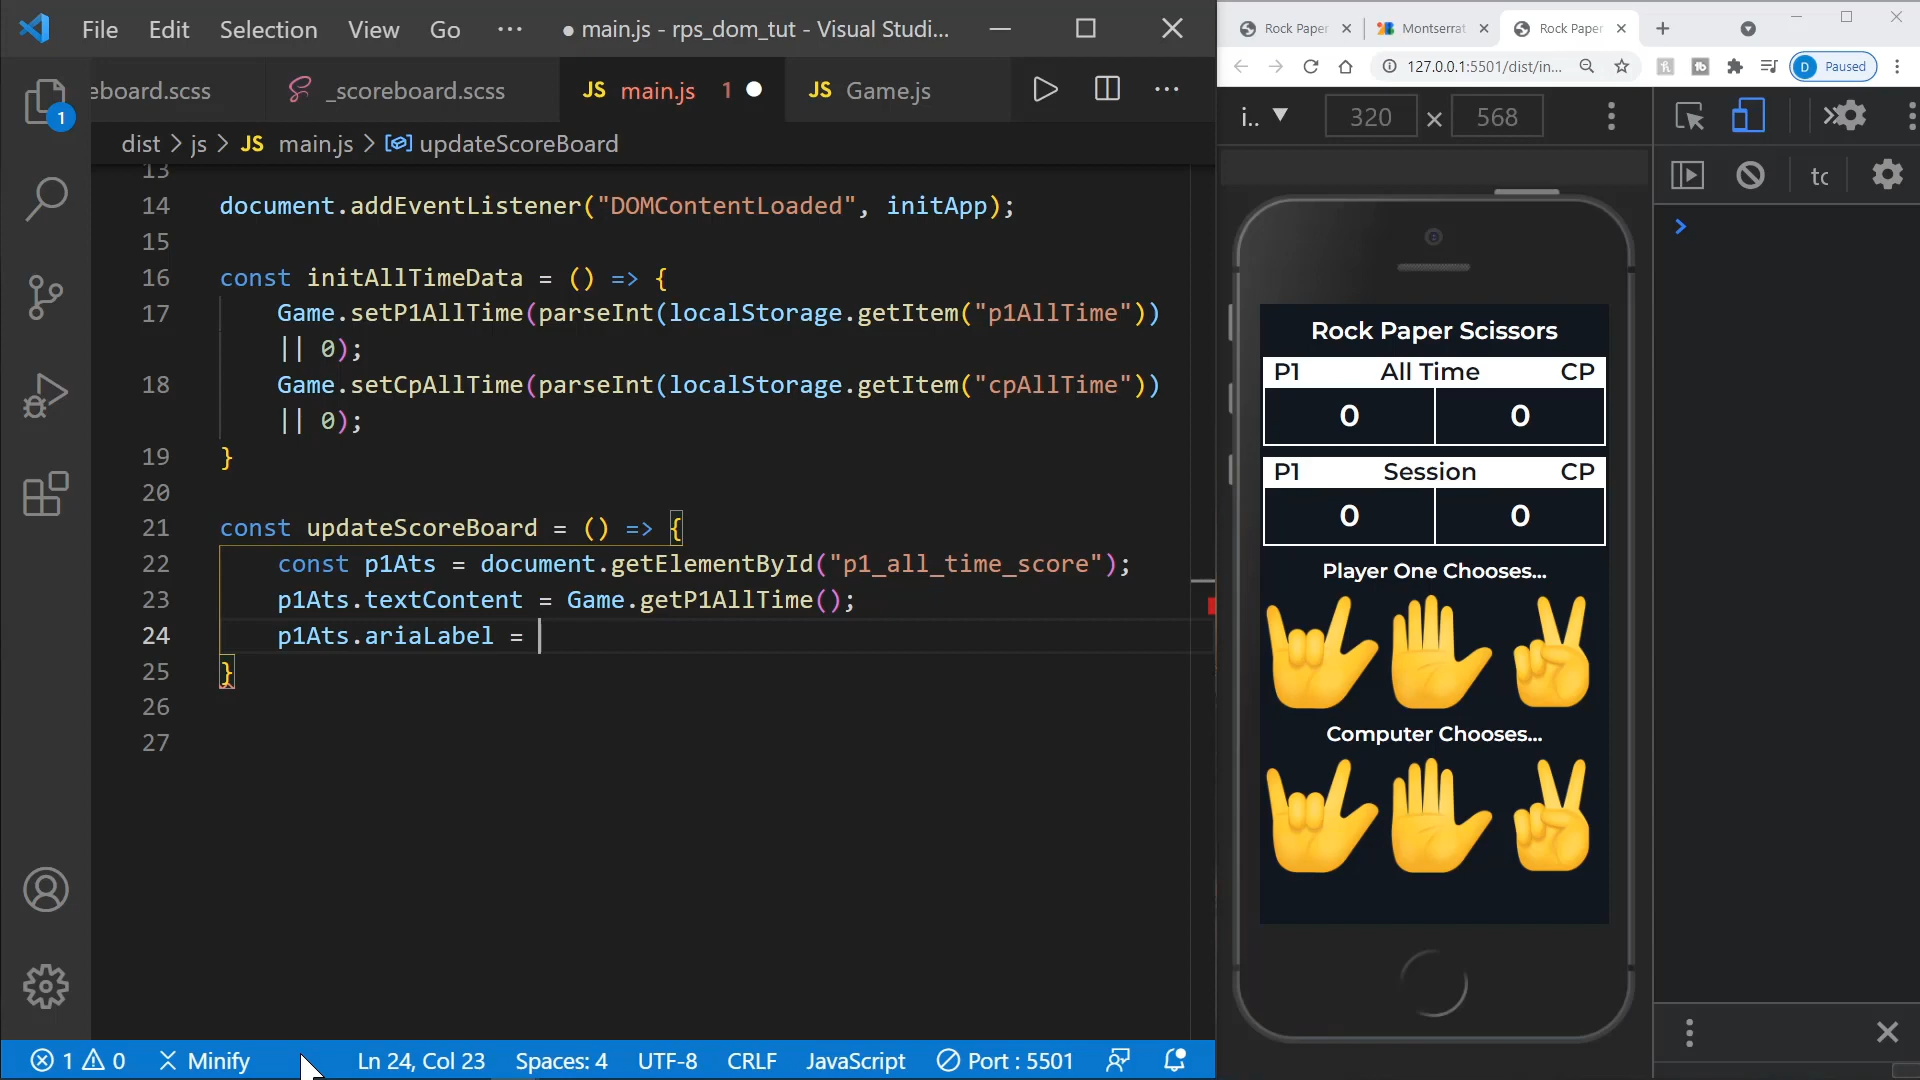 File Edit Selection View Go ··· ● main.js - rps_dom_tut - Visual Studi...
eboard.scss _scoreboard.scss JS main.js 1 JS Game.js ···
dist > js > JS main.js > updateScoreBoard
13
14 document.addEventListener("DOMContentLoaded", initApp);
15
16 const initAllTimeData = () => {
17 Game.setP1AllTime(parseInt(localStorage.getItem("p1AllTime"))
|| 0);
18 Game.setCpAllTime(parseInt(localStorage.getItem("cpAllTime"))
|| 0);
19 }
20
21 const updateScoreBoard = () => {
22 const p1Ats = document.getElementById("p1_all_time_score");
23 p1Ats.textContent = Game.getP1AllTime();
24 p1Ats.ariaLabel =
25 }
26
27
1
1 0 Minify Ln 24, Col 23 Spaces: 4 UTF-8 CRLF JavaScript Port : 5501
Rock Paper Montserrat Rock Paper
127.0.0.1:5501/dist/in... D Paused
i.. 320 × 568
tc
Rock Paper Scissors
P1 All Time CP
0 0
P1 Session CP
0 0
Player One Chooses...
Computer Chooses...